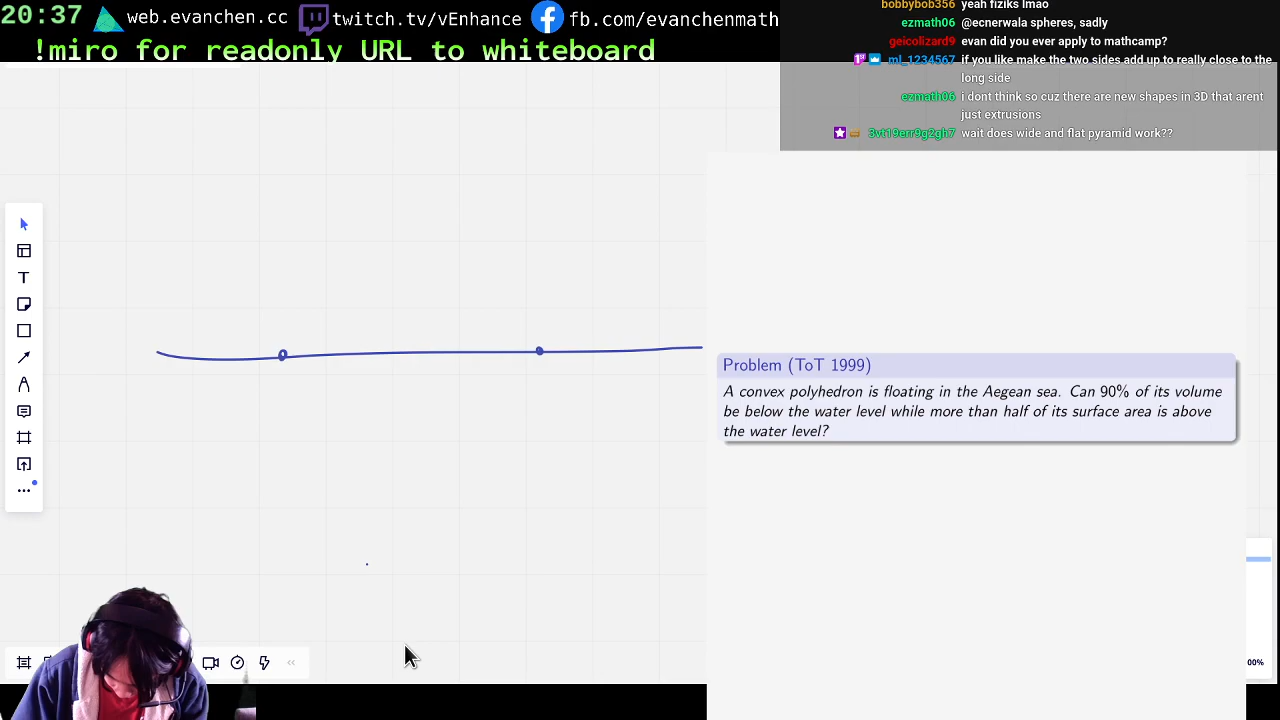 20:37 web.evanchen.cc twitch.tv/vEnhance fb.com/evanchenmath
!miro for readonly URL to whiteboard
bobbybob356 yeah fiziks lmao
ezmath06 @ecnerwala spheres, sadly
geicolizard9 evan did you ever apply to mathcamp?
1st ml_1234567 if you like make the two sides add up to really close to the
long side
ezmath06 i dont think so cuz there are new shapes in 3D that arent
just extrusions
3vt19err9g2gh7 wait does wide and flat pyramid work??
T
Problem (ToT 1999)
A convex polyhedron is floating in the Aegean sea. Can 90% of its volume
be below the water level while more than half of its surface area is above
the water level?
00%